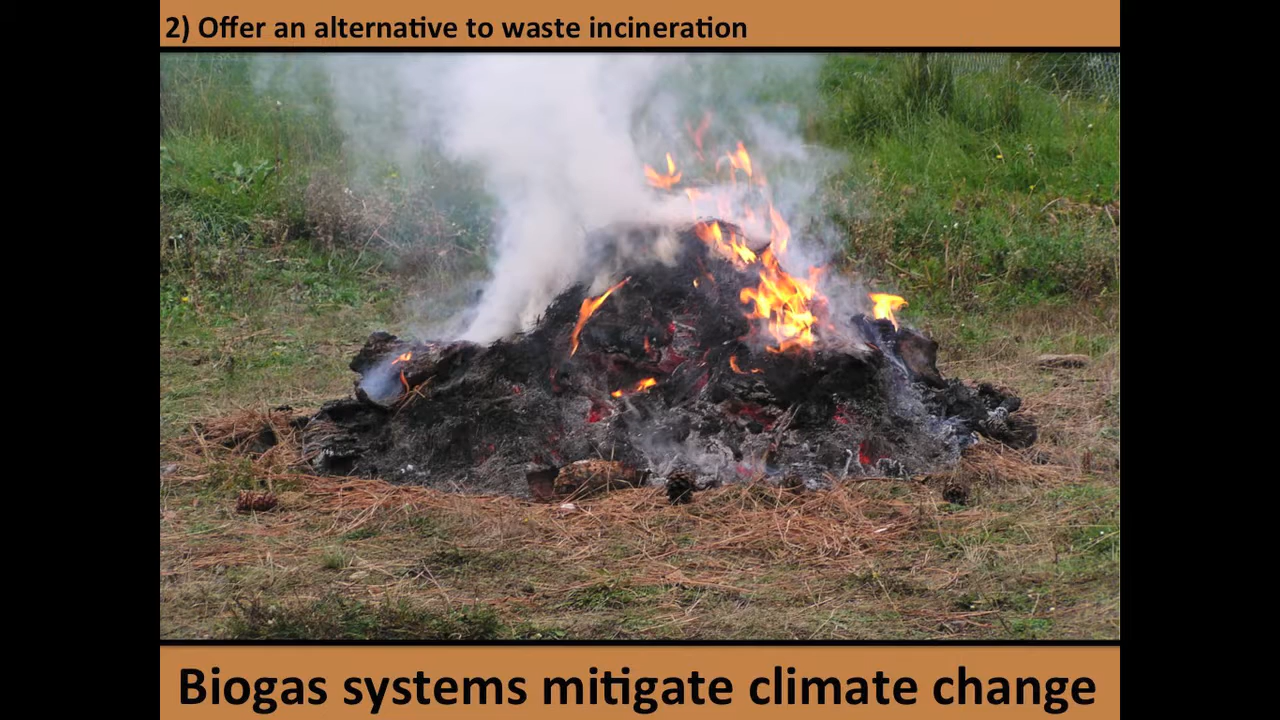 2) Offer an alternative to waste incineration
Biogas systems mitigate climate change